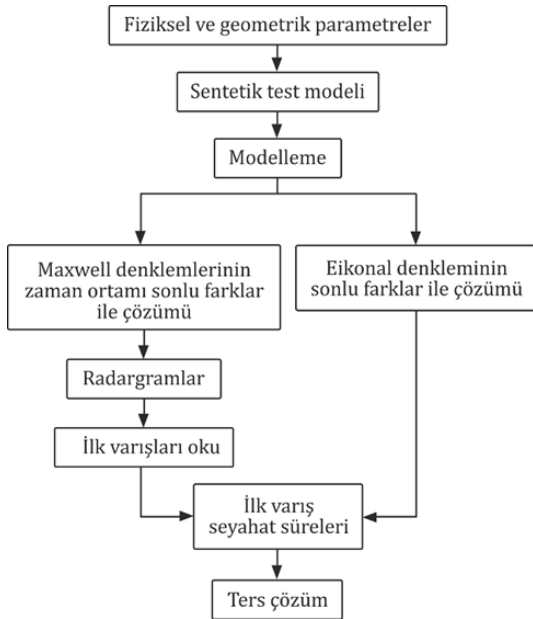 Fiziksel ve geometrik parametreler
Sentetik test modeli
Modelleme
Maxwell denklemlerinin
zaman ortamı sonlu farklar
ile çözümü
Eikonal denkleminin
sonlu farklar ile çözümü
Radargramlar
İlk varışları oku
İlk varış
seyahat süreleri
Ters çözüm